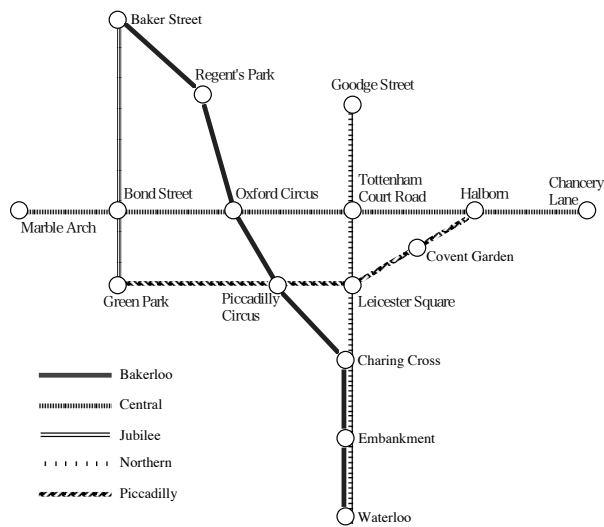 Baker Street
Regent's Park
Goodge Street
Bond Street
Oxford Circus
Tottenham
Court Road
Halborn
Chancery
Lane
Marble Arch
Covent Garden
Green Park
Piccadilly
Circus
Leicester Square
Charing Cross
Bakerloo
Central
Jubilee
Embankment
Northern
Piccadilly
Waterloo